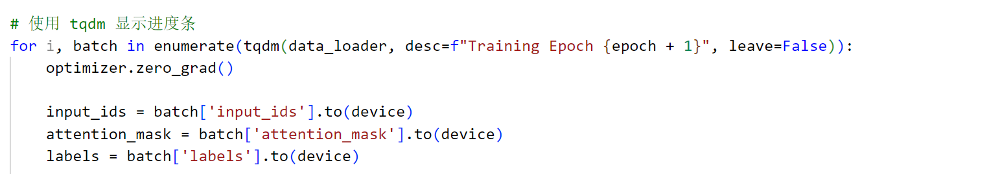 # 使用 tqdm 显示进度条
for i, batch in enumerate(tqdm(data_loader, desc=f"Training Epoch {epoch + 1}", leave=False)):
    optimizer.zero_grad()

    input_ids = batch['input_ids'].to(device)
    attention_mask = batch['attention_mask'].to(device)
    labels = batch['labels'].to(device)